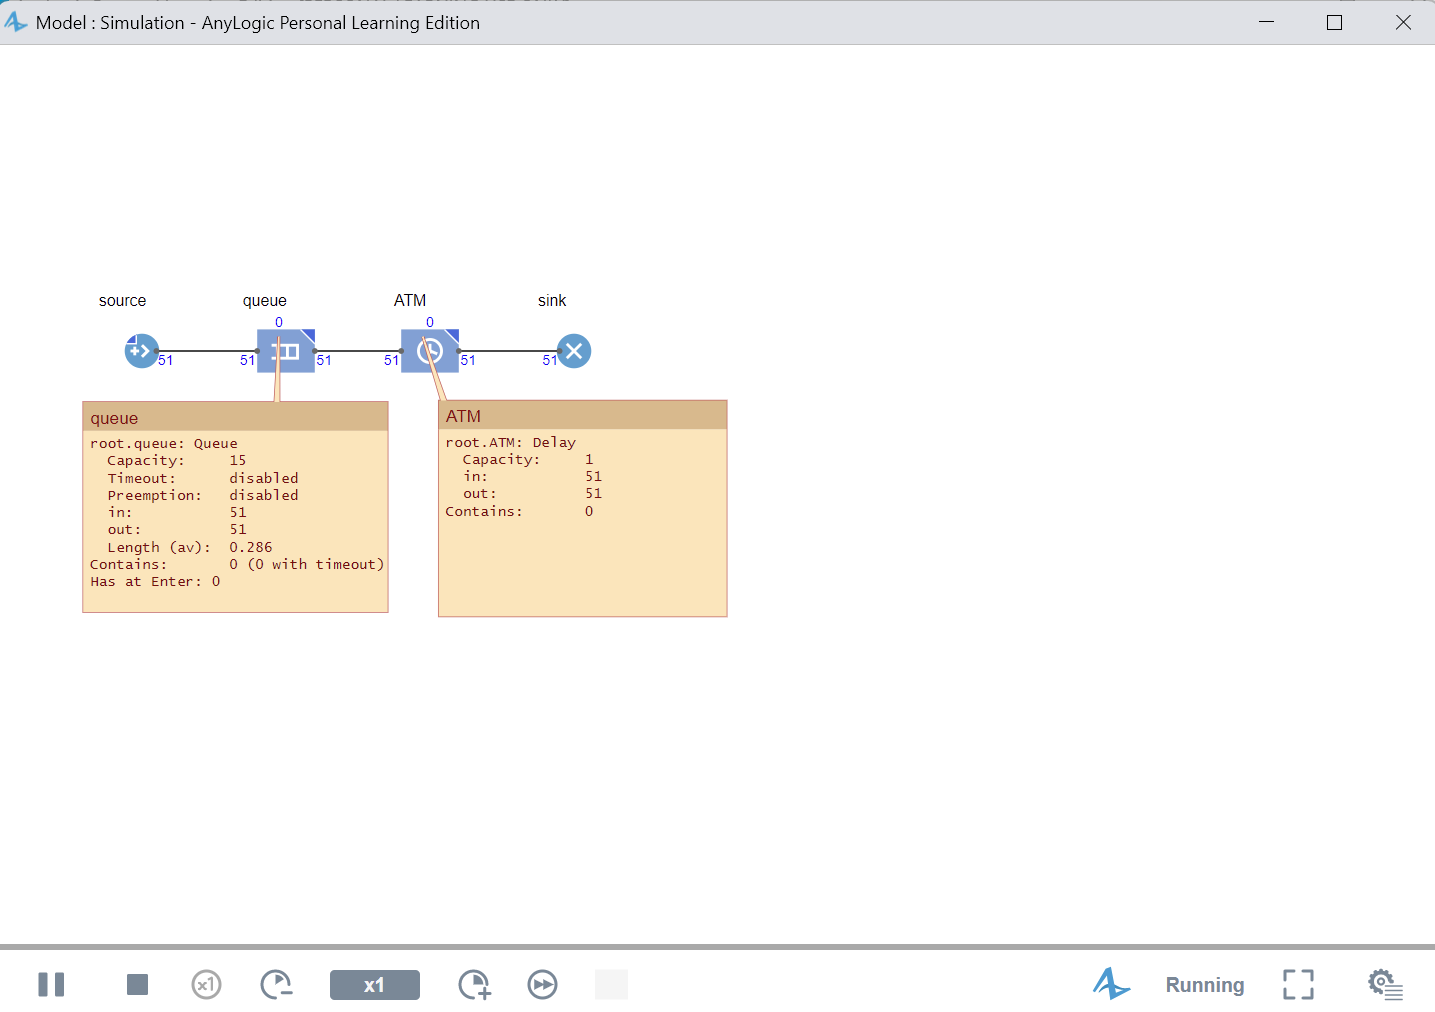 Model : Simulation - AnyLogic Personal Learning Edition
source queue ATM sink
0 0
51 51 51 51 51 51
queue
root.queue: Queue
Capacity: 15
Timeout: disabled
Preemption: disabled
in: 51
out: 51
Length (av): 0.286
Contains: 0 (0 with timeout)
Has at Enter: 0
ATM
root.ATM: Delay
Capacity: 1
in: 51
out: 51
Contains: 0
x1 x1 Running